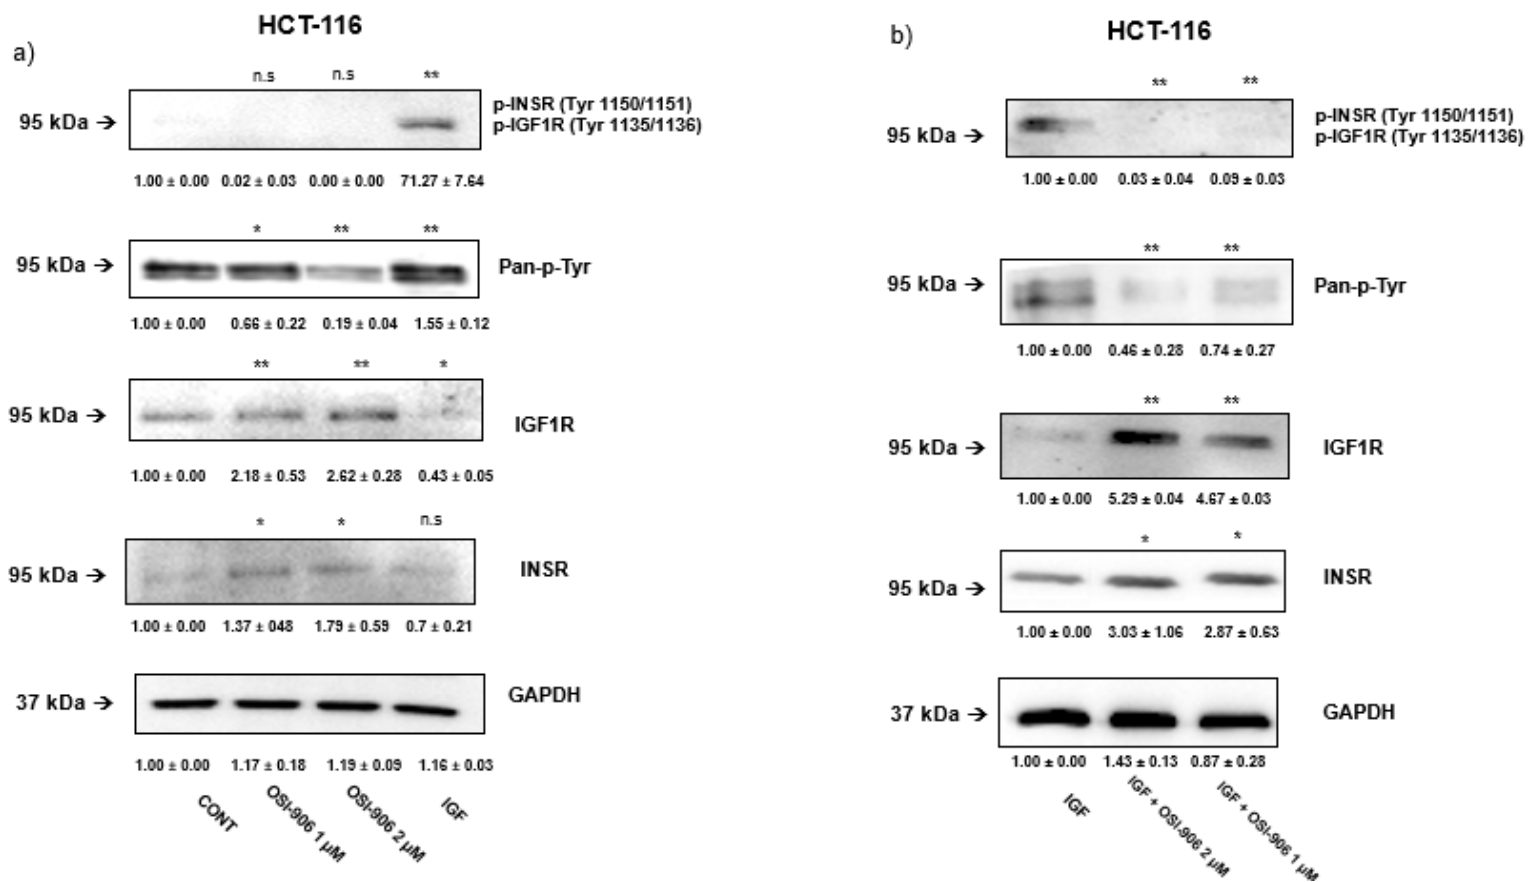 HCT-116
a)
n.s n.s **
95 kDa →
p-INSR (Tyr 1150/1151)
p-IGF1R (Tyr 1135/1136)
1.00 ± 0.00 0.02 ± 0.03 0.00 ± 0.00 71.27 ± 7.64
* ** **
95 kDa → Pan-p-Tyr
1.00 ± 0.00 0.66 ± 0.22 0.19 ± 0.04 1.55 ± 0.12
** ** *
95 kDa → IGF1R
1.00 ± 0.00 2.18 ± 0.53 2.62 ± 0.28 0.43 ± 0.05
* * n.s
95 kDa → INSR
1.00 ± 0.00 1.37 ± 048 1.79 ± 0.59 0.7 ± 0.21
37 kDa → GAPDH
1.00 ± 0.00 1.17 ± 0.18 1.19 ± 0.09 1.16 ± 0.03
CONT
OSI-906 1 µM
OSI-906 2 µM
IGF
HCT-116
b)
** **
95 kDa →
p-INSR (Tyr 1150/1151)
p-IGF1R (Tyr 1135/1136)
1.00 ± 0.00 0.03 ± 0.04 0.09 ± 0.03
** **
95 kDa → Pan-p-Tyr
1.00 ± 0.00 0.46 ± 0.28 0.74 ± 0.27
** **
95 kDa → IGF1R
1.00 ± 0.00 5.29 ± 0.04 4.67 ± 0.03
* *
95 kDa → INSR
1.00 ± 0.00 3.03 ± 1.06 2.87 ± 0.63
37 kDa → GAPDH
1.00 ± 0.00 1.43 ± 0.13 0.87 ± 0.28
IGF
IGF + OSI-906 2 µM
IGF + OSI-906 1 µM